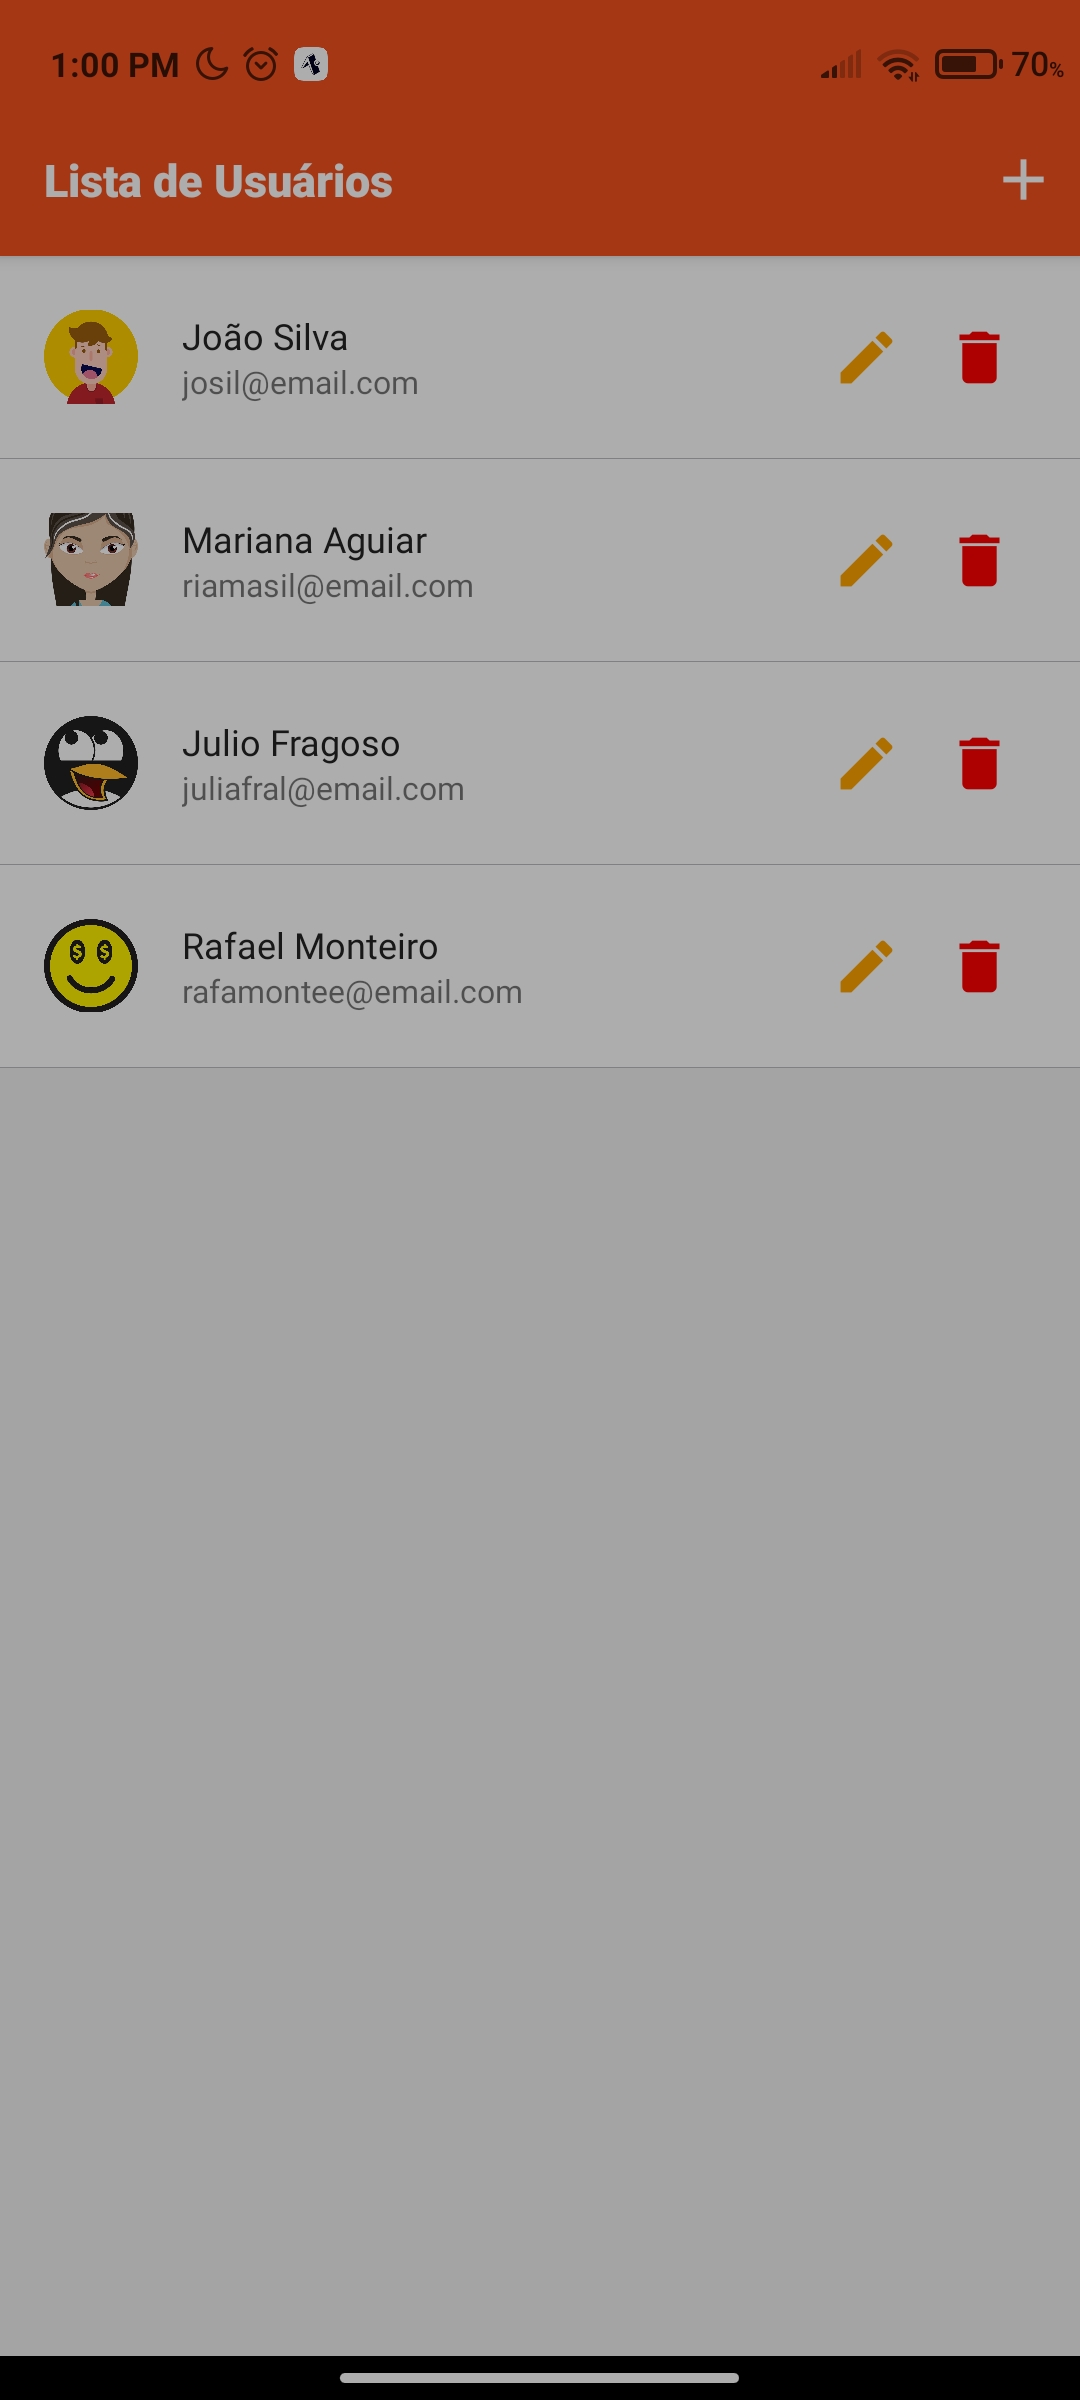 1:00 PM 70%
Lista de Usuários
João Silva
josil@email.com
Mariana Aguiar
riamasil@email.com
Julio Fragoso
juliafral@email.com
Rafael Monteiro
rafamontee@email.com